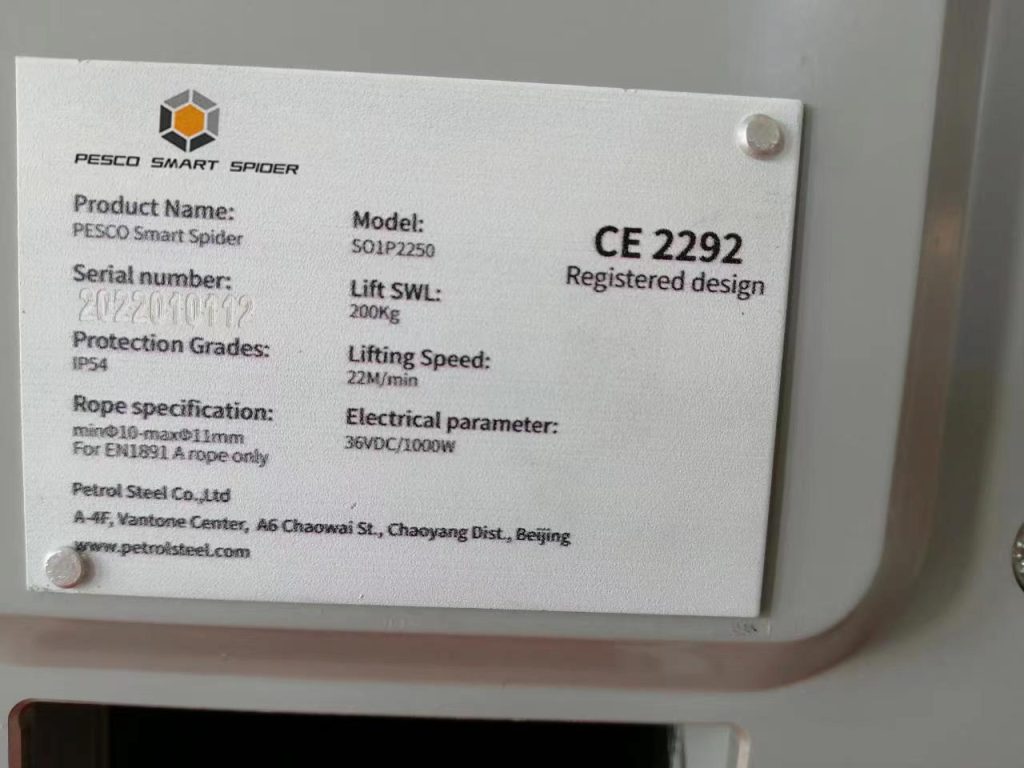 PESCO SMART SPIDER
Product Name:
PESCO Smart Spider
Serial number:
2022010112
Protection Grades:
IP54
Rope specification:
minΦ10-maxΦ11mm
For EN1891 A rope only
Model:
SO1P2250
Lift SWL:
200Kg
Lifting Speed:
22M/min
Electrical parameter:
36VDC/1000W
CE 2292
Registered design
Petrol Steel Co.,Ltd
A-4F, Vantone Center, A6 Chaowai St., Chaoyang Dist., Beijing
www.petrolsteel.com